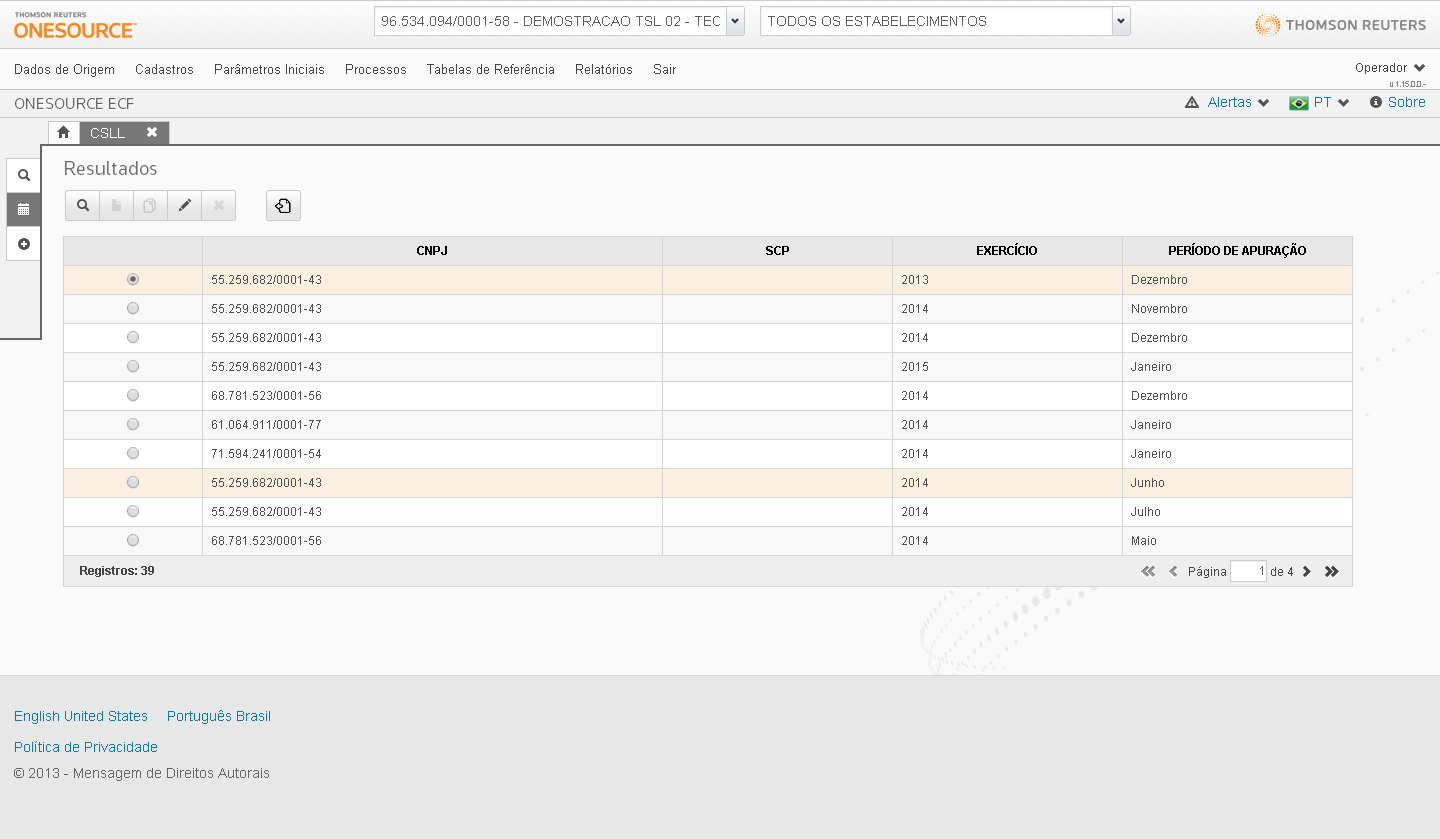 THOMSON REUTERS
ONESOURCE™
96.534.094/0001-58 - DEMOSTRACAO TSL 02 - TEC
TODOS OS ESTABELECIMENTOS
THOMSON REUTERS
Dados de Origem Cadastros Parâmetros Iniciais Processos Tabelas de Referência Relatórios Sair
Operador
ONESOURCE ECF
Alertas PT Sobre
CSLL
Resultados
CNPJ SCP EXERCÍCIO PERÍODO DE APURAÇÃO
55.259.682/0001-43 2013 Dezembro
55.259.682/0001-43 2014 Novembro
55.259.682/0001-43 2014 Dezembro
55.259.682/0001-43 2015 Janeiro
68.781.523/0001-56 2014 Dezembro
61.064.911/0001-77 2014 Janeiro
71.594.241/0001-54 2014 Janeiro
55.259.682/0001-43 2014 Junho
55.259.682/0001-43 2014 Julho
68.781.523/0001-56 2014 Maio
Registros: 39 Página 1 de 4
English United States Português Brasil
Política de Privacidade
© 2013 - Mensagem de Direitos Autorais